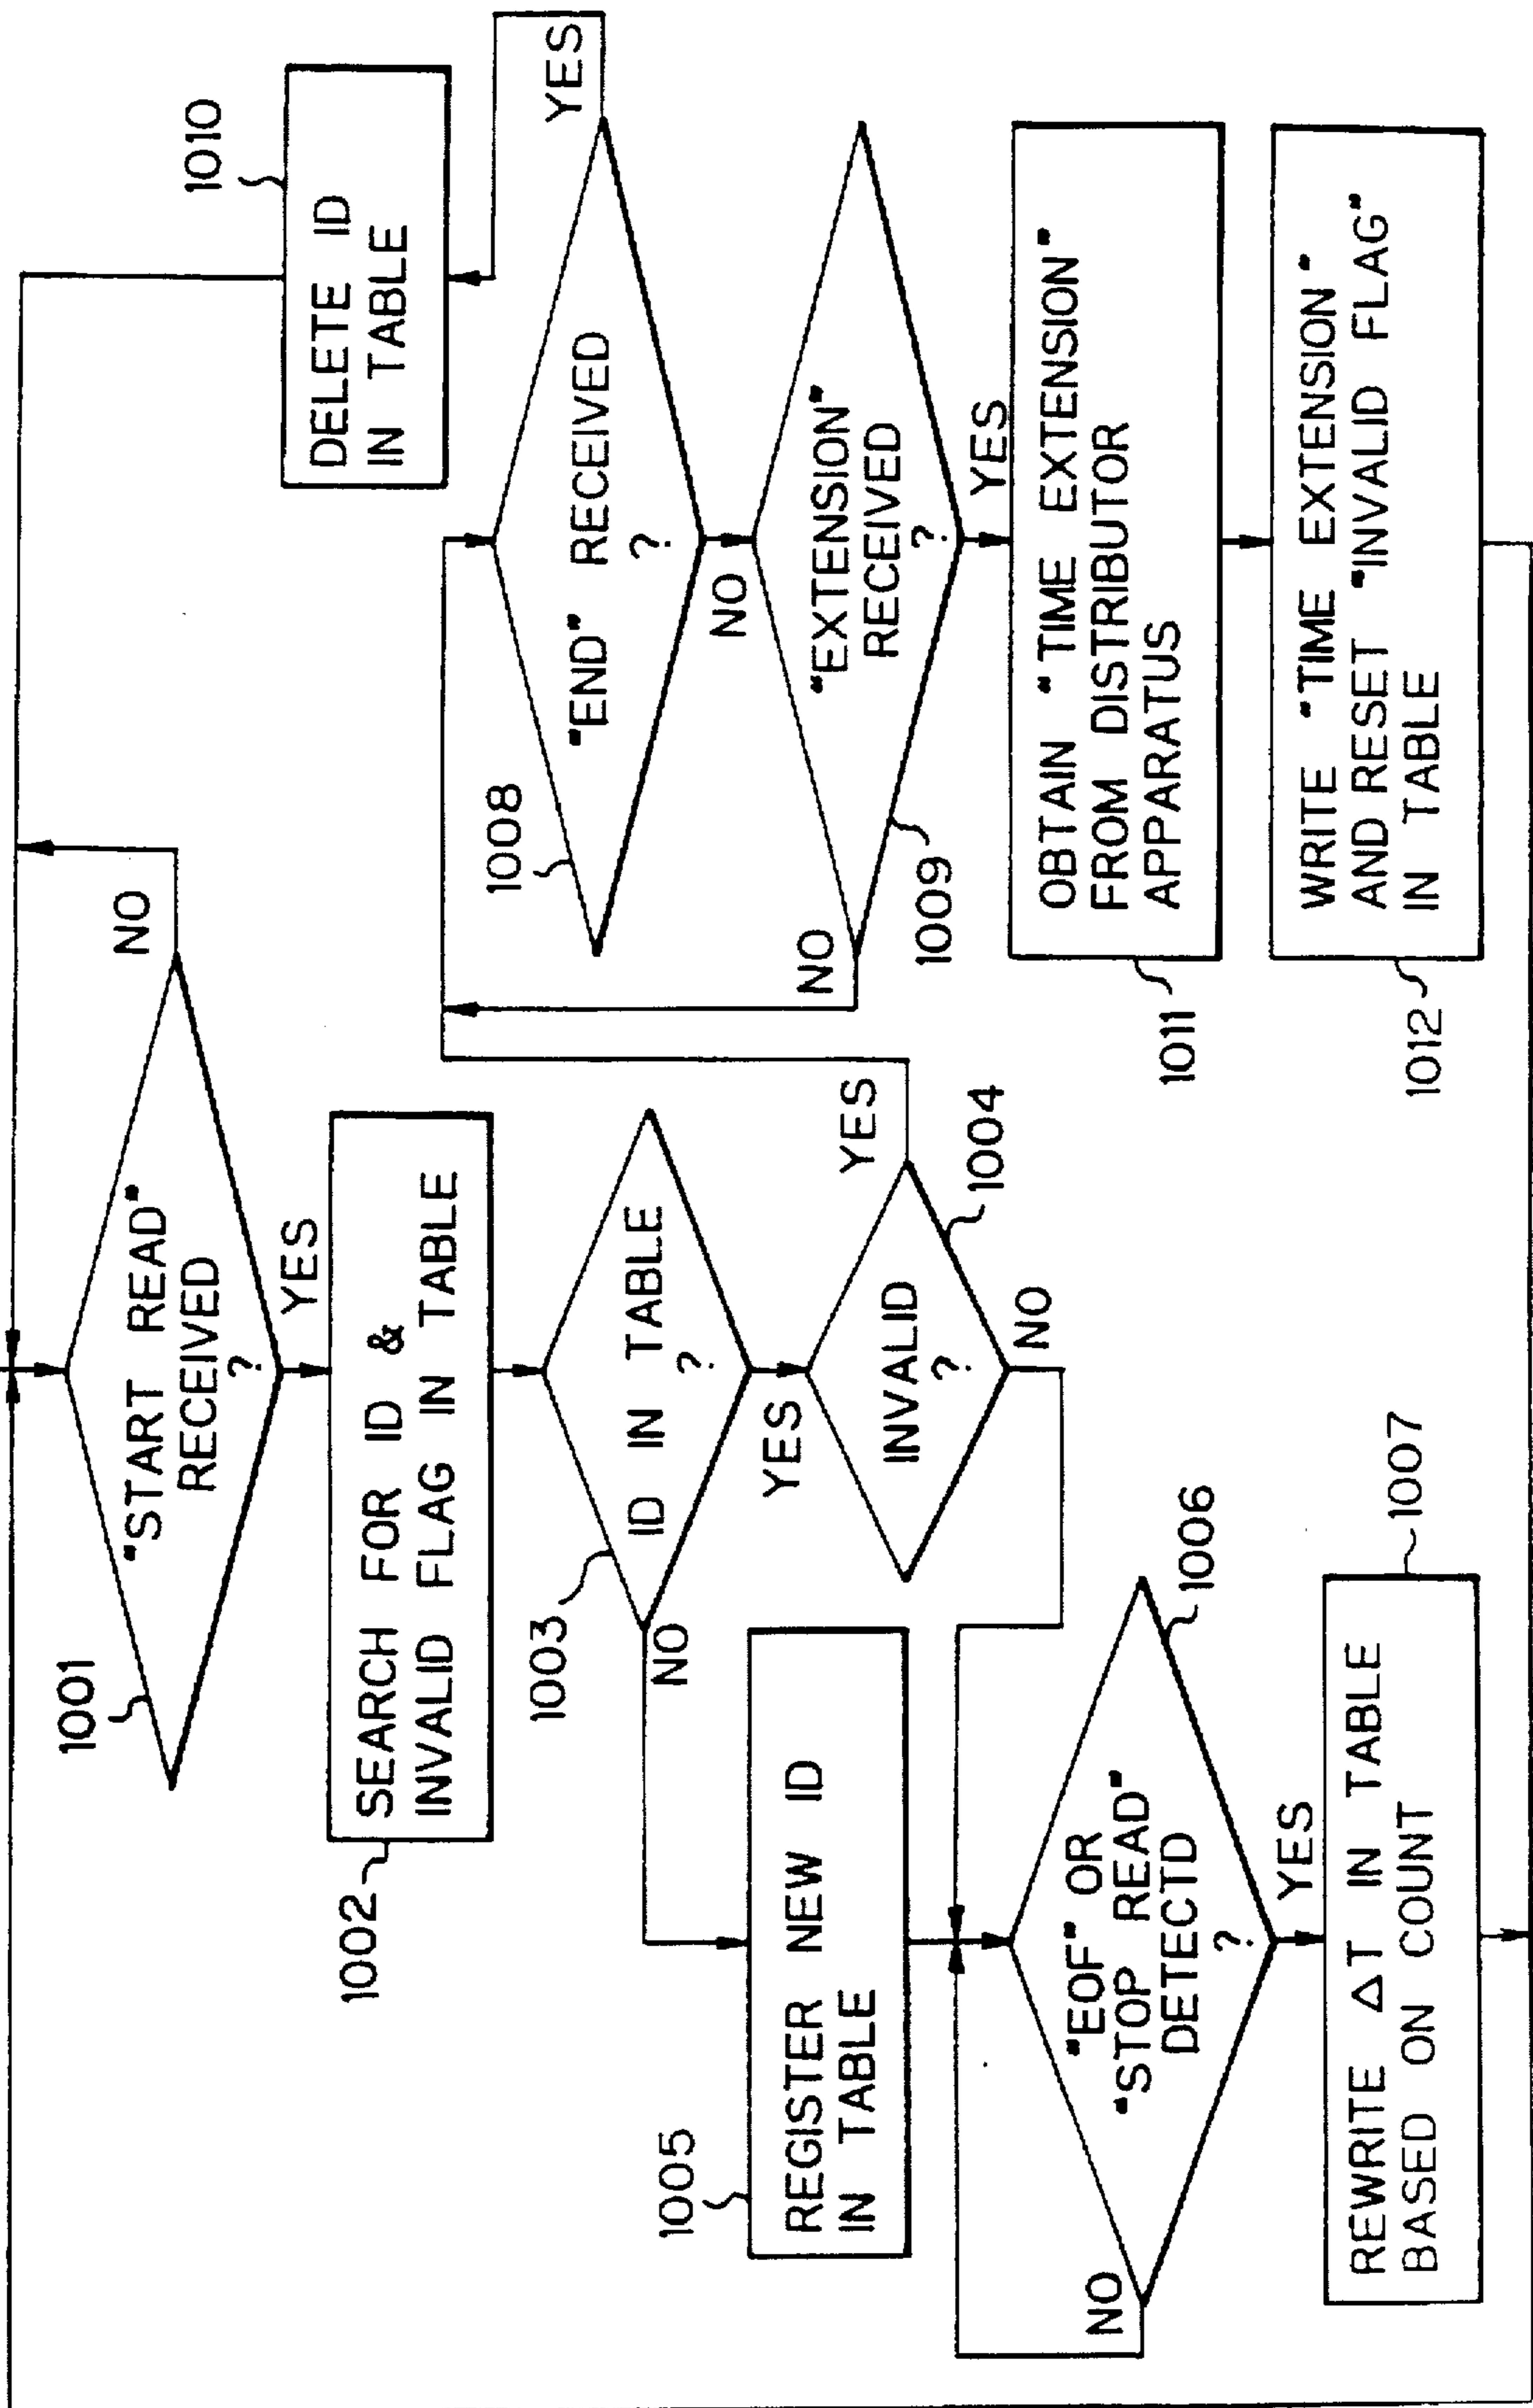 1001
"START READ"
RECEIVED
?
NO
YES
1002
SEARCH FOR ID &
INVALID FLAG IN TABLE
1003
ID IN TABLE
?
NO
YES
INVALID
?
YES
1004
NO
1005
REGISTER NEW ID
IN TABLE
"EOF" OR
"STOP READ"
DETECTD
?
1006
NO
YES
REWRITE ΔT IN TABLE
BASED ON COUNT
1007
1010
DELETE ID
IN TABLE
1008
"END" RECEIVED
?
YES
NO
"EXTENSION"
RECEIVED
?
NO
1009
YES
OBTAIN "TIME EXTENSION"
FROM DISTRIBUTOR
APPARATUS
1011
WRITE "TIME EXTENSION"
AND RESET "INVALID FLAG"
IN TABLE
1012